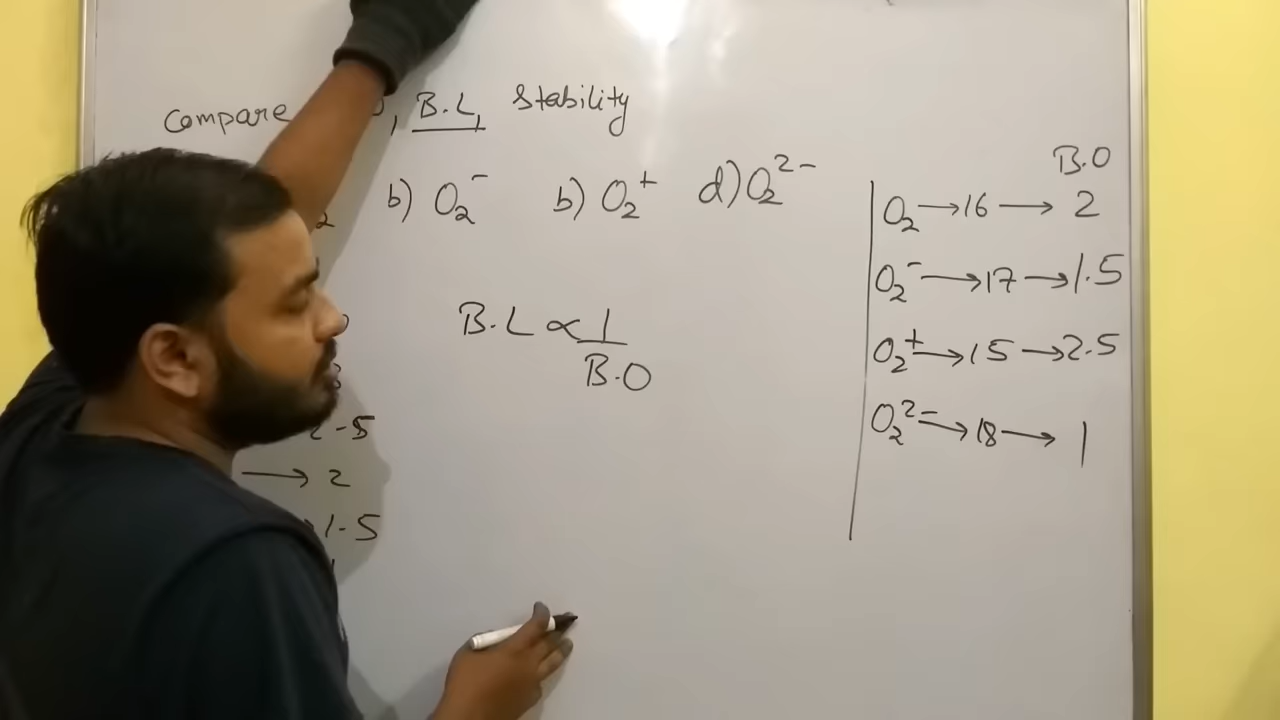 Compare , B.L, Stability
b) O₂⁻ b) O₂⁺ d) O₂²⁻
B.L ∝ 1
B.O
2-5
→ 2
1-5
B.O
O₂ → 16 → 2
O₂⁻ → 17 → 1.5
O₂⁺ → 15 → 2.5
O₂²⁻ → 18 → 1